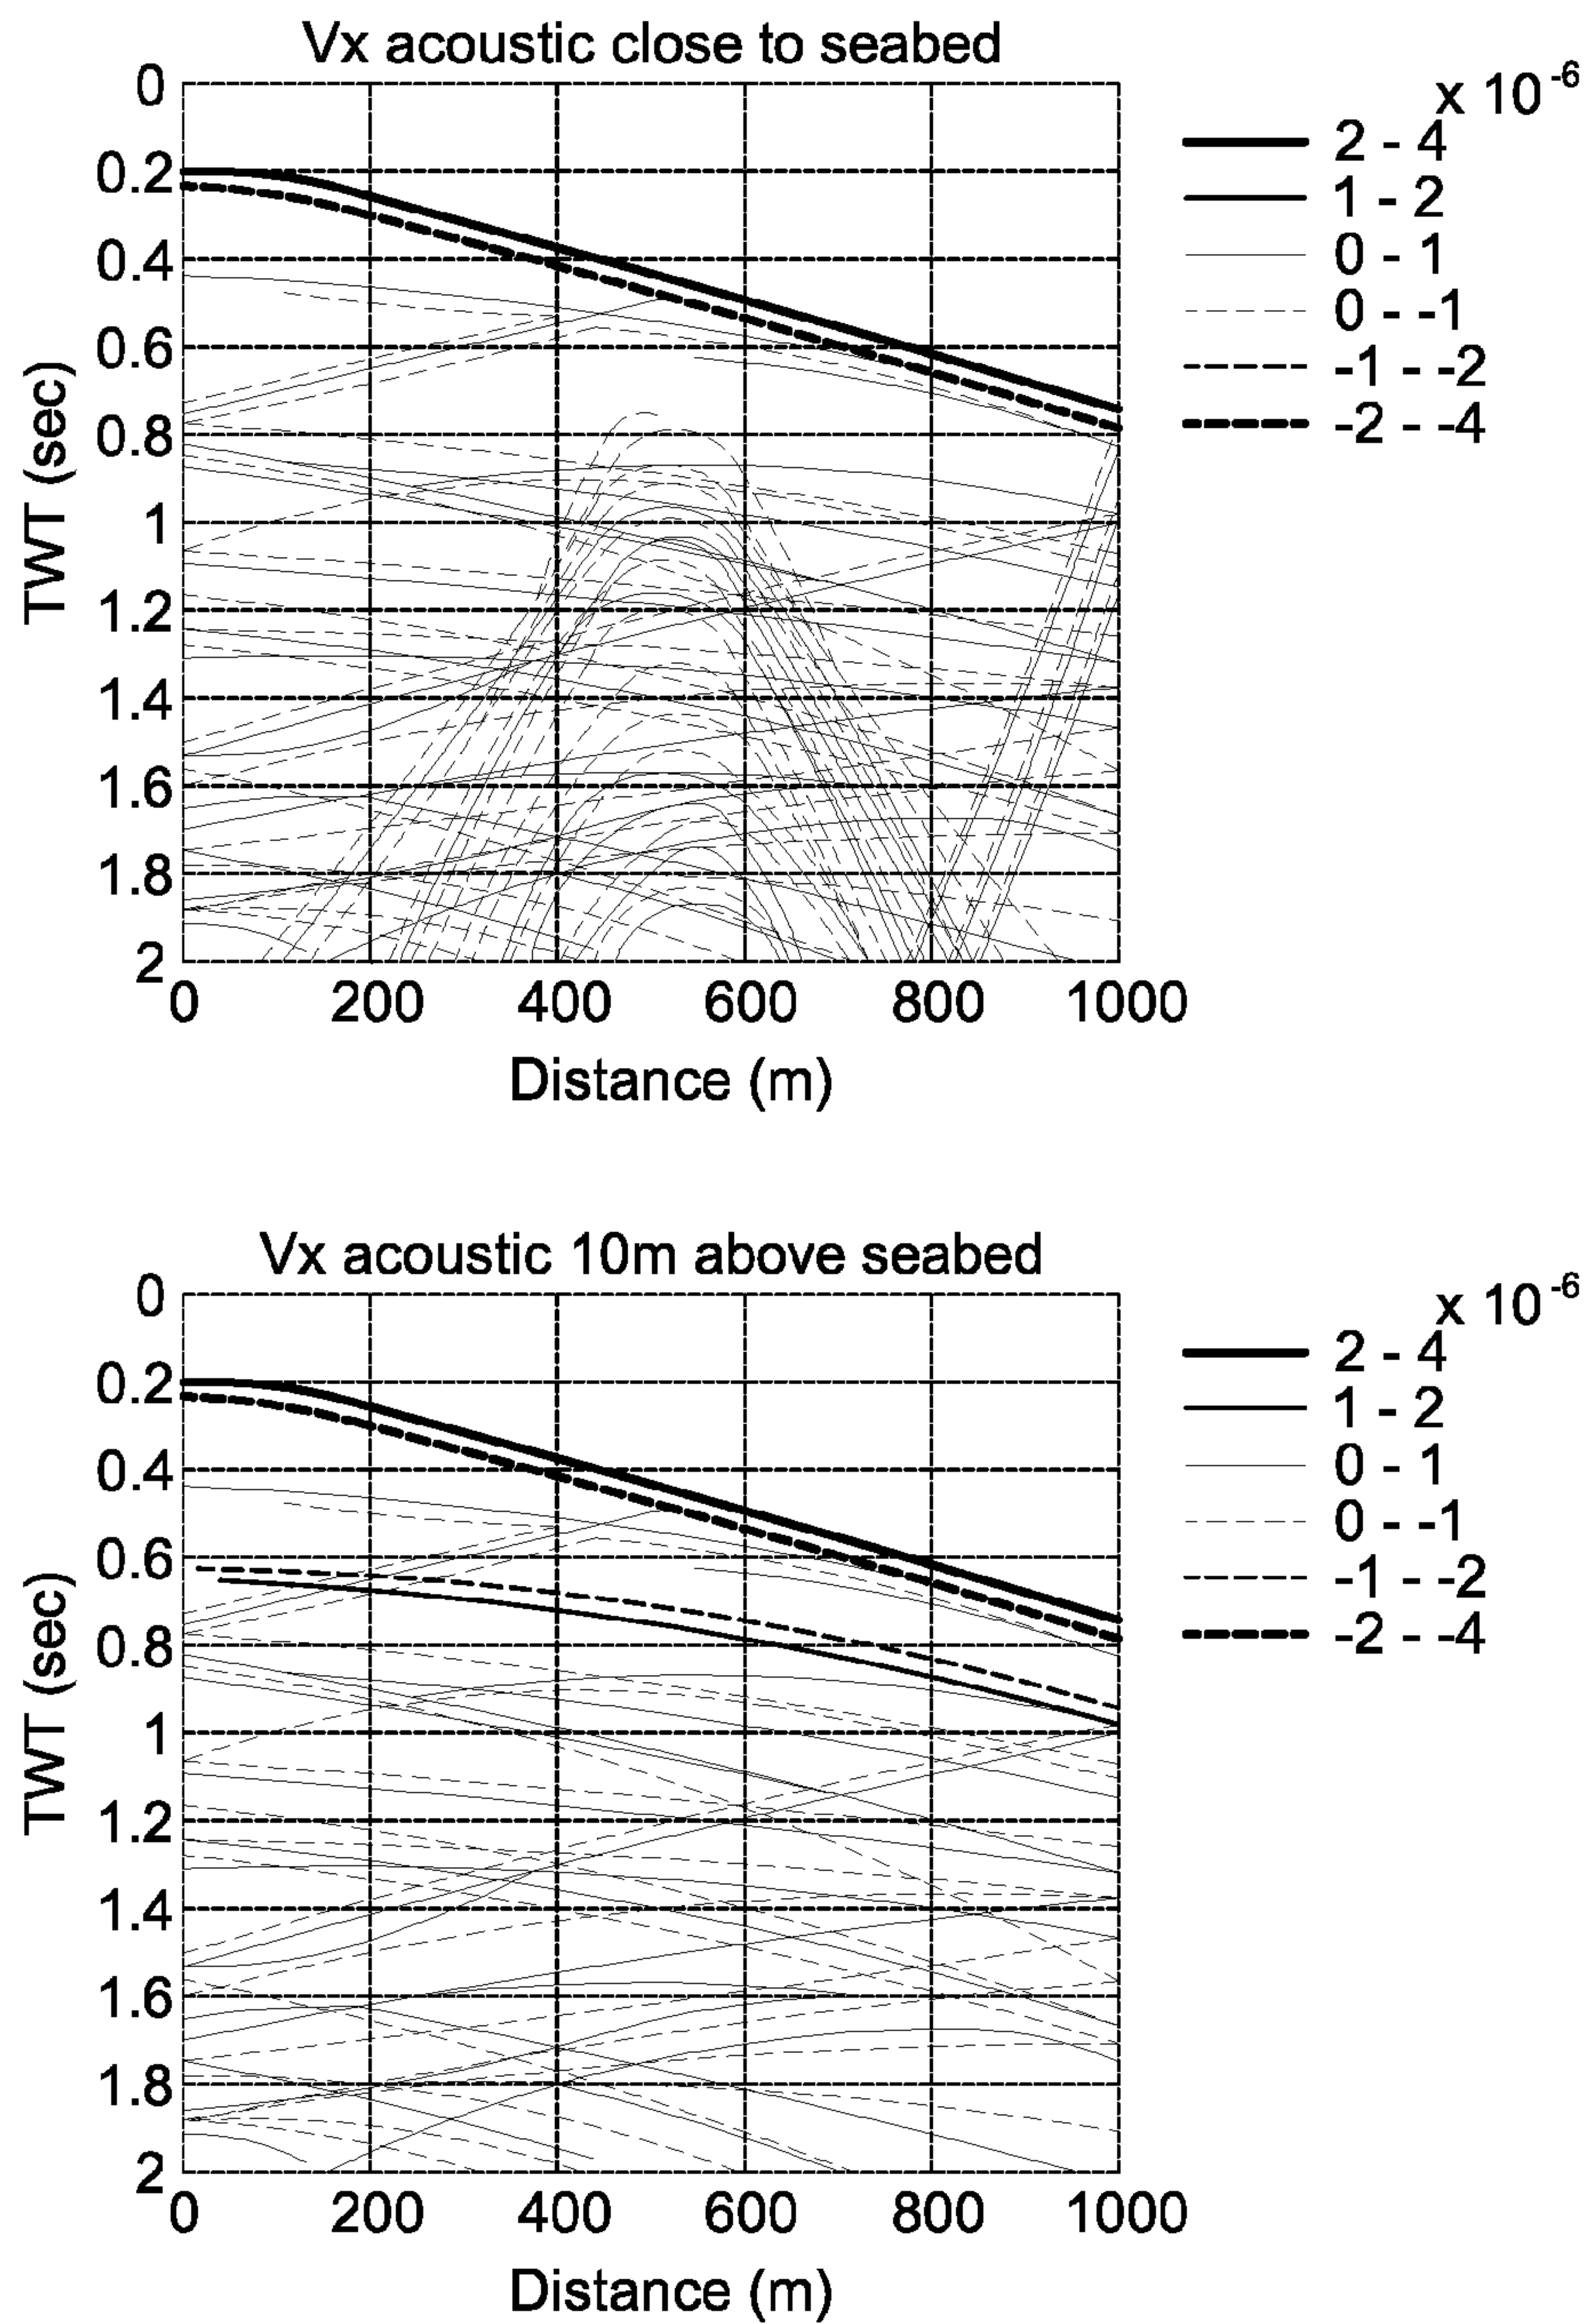 Vx acoustic close to seabed
x 10-6
2 - 4
1 - 2
0 - 1
0 - -1
-1 - -2
-2 - -4
TWT (sec)
0
0.2
0.4
0.6
0.8
1
1.2
1.4
1.6
1.8
2
0 200 400 600 800 1000
Distance (m)
Vx acoustic 10m above seabed
x 10-6
2 - 4
1 - 2
0 - 1
0 - -1
-1 - -2
-2 - -4
TWT (sec)
0
0.2
0.4
0.6
0.8
1
1.2
1.4
1.6
1.8
2
0 200 400 600 800 1000
Distance (m)